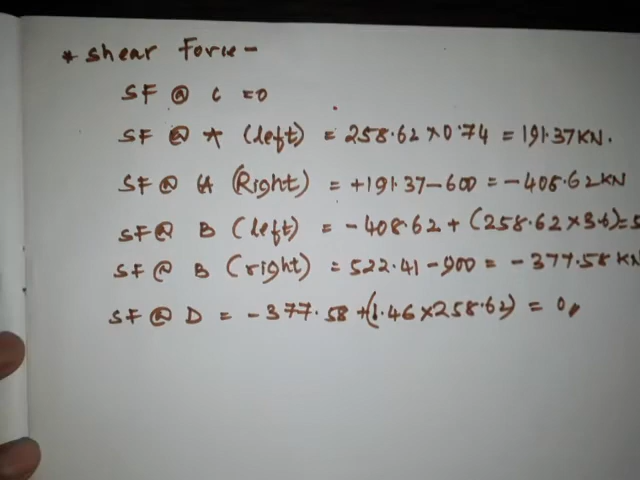 * Shear Force -
SF @ C = 0
SF @ A (left) = 258.62 x 0.74 = 191.37 KN.
SF @ A (Right) = +191.37 - 600 = - 408.62 KN
SF @ B (left) = - 408.62 + (258.62 x 3.6) = 5
SF @ B (right) = 522.41 - 900 = - 377.58 KN
SF @ D = - 377.58 + (1.46 x 258.62) = 0,,